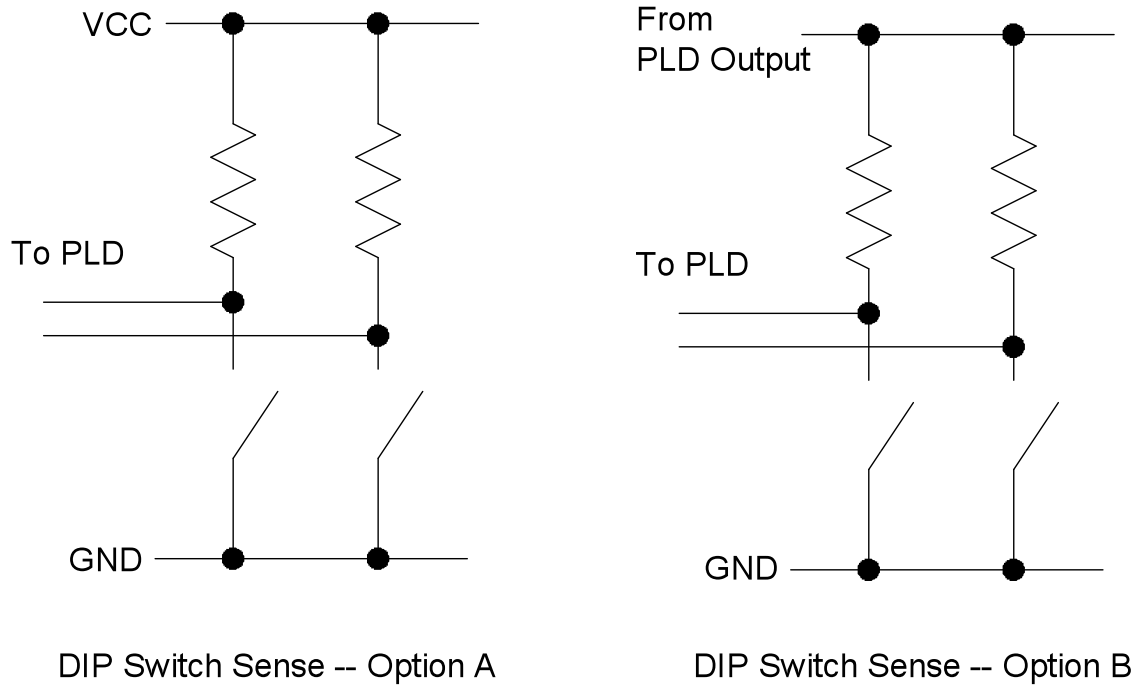 VCC
To PLD
GND
DIP Switch Sense -- Option A
From
PLD Output
To PLD
GND
DIP Switch Sense -- Option B